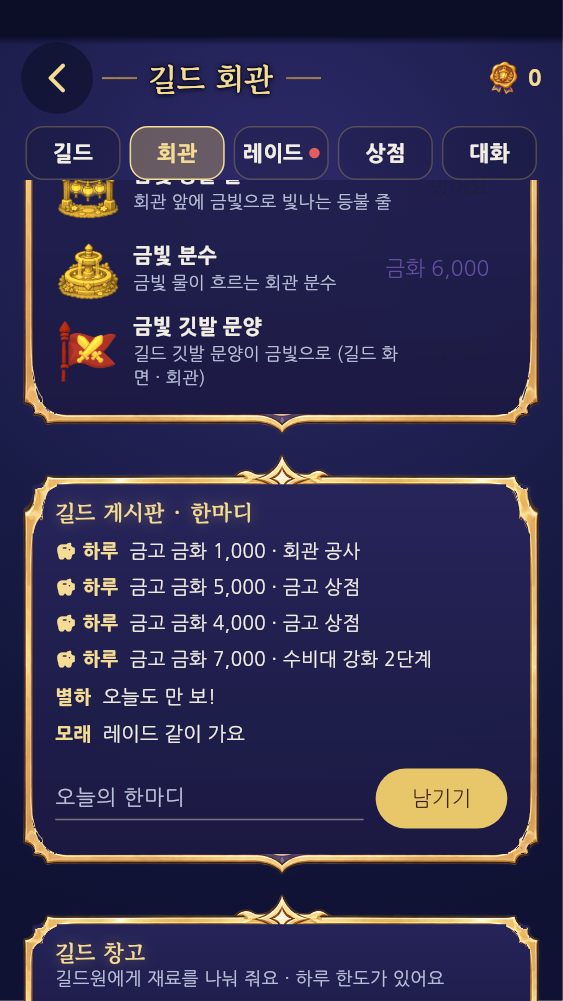 길드 회관
0
길드
회관
레이드
상점
대화
회관 앞에 금빛으로 빛나는 등불 줄
금빛 분수
금빛 물이 흐르는 회관 분수
금화 6,000
금빛 깃발 문양
길드 깃발 문양이 금빛으로 (길드 화
면 · 회관)
길드 게시판 · 한마디
하루 금고 금화 1,000 · 회관 공사
하루 금고 금화 5,000 · 금고 상점
하루 금고 금화 4,000 · 금고 상점
하루 금고 금화 7,000 · 수비대 강화 2단계
별하 오늘도 만 보!
모래 레이드 같이 가요
오늘의 한마디
남기기
길드 창고
길드원에게 재료를 나눠 줘요 · 하루 한도가 있어요